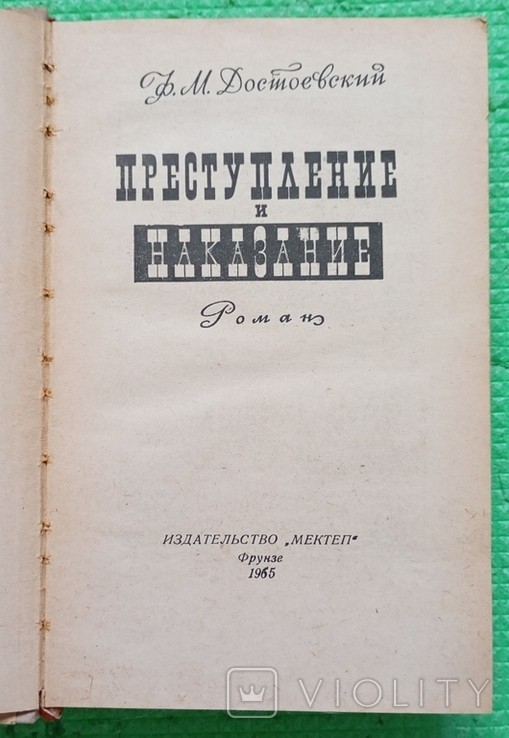 Ф. М. Достоевский
ПРЕСТУПЛЕНИЕ
и
НАКАЗАНИЕ
Роман
ИЗДАТЕЛЬСТВО „МЕКТЕП“
Фрунзе
1965
VIOLITY